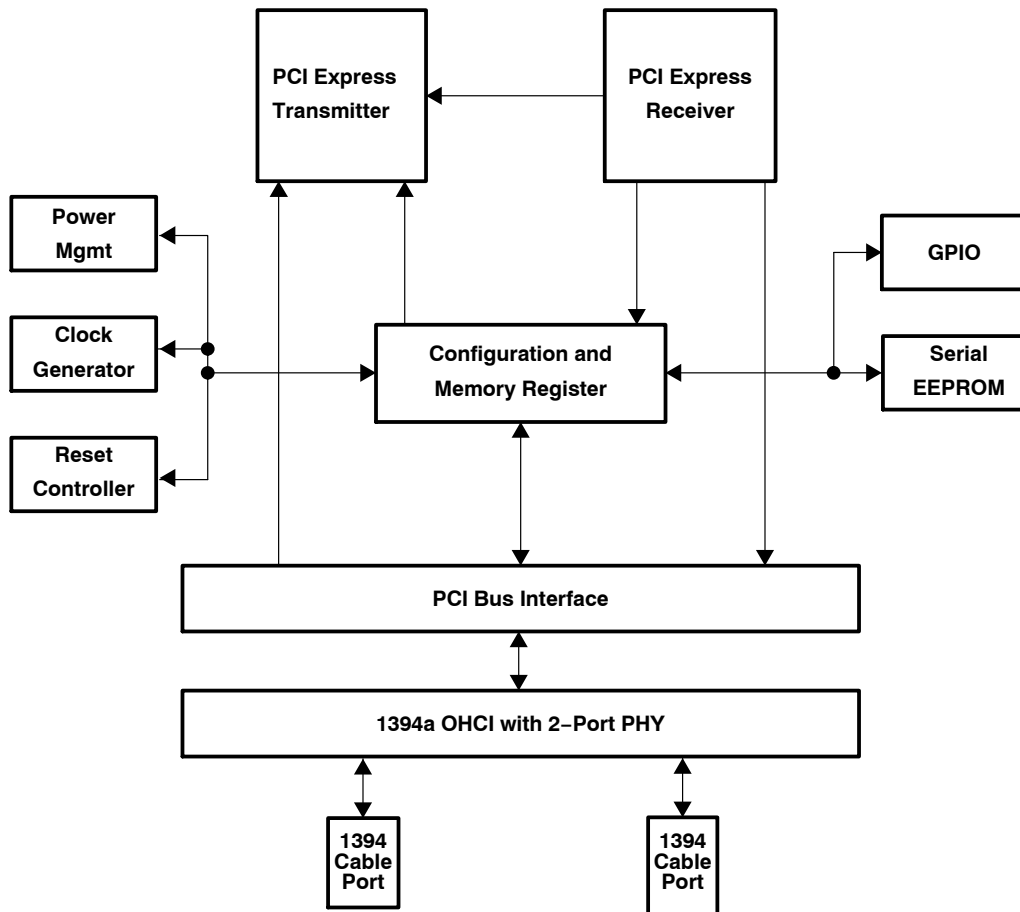 PCI Express
Transmitter
PCI Express
Receiver
Power
Mgmt
GPIO
Clock
Generator
Configuration and
Memory Register
Serial
EEPROM
Reset
Controller
PCI Bus Interface
1394a OHCI with 2−Port PHY
1394
Cable
Port
1394
Cable
Port